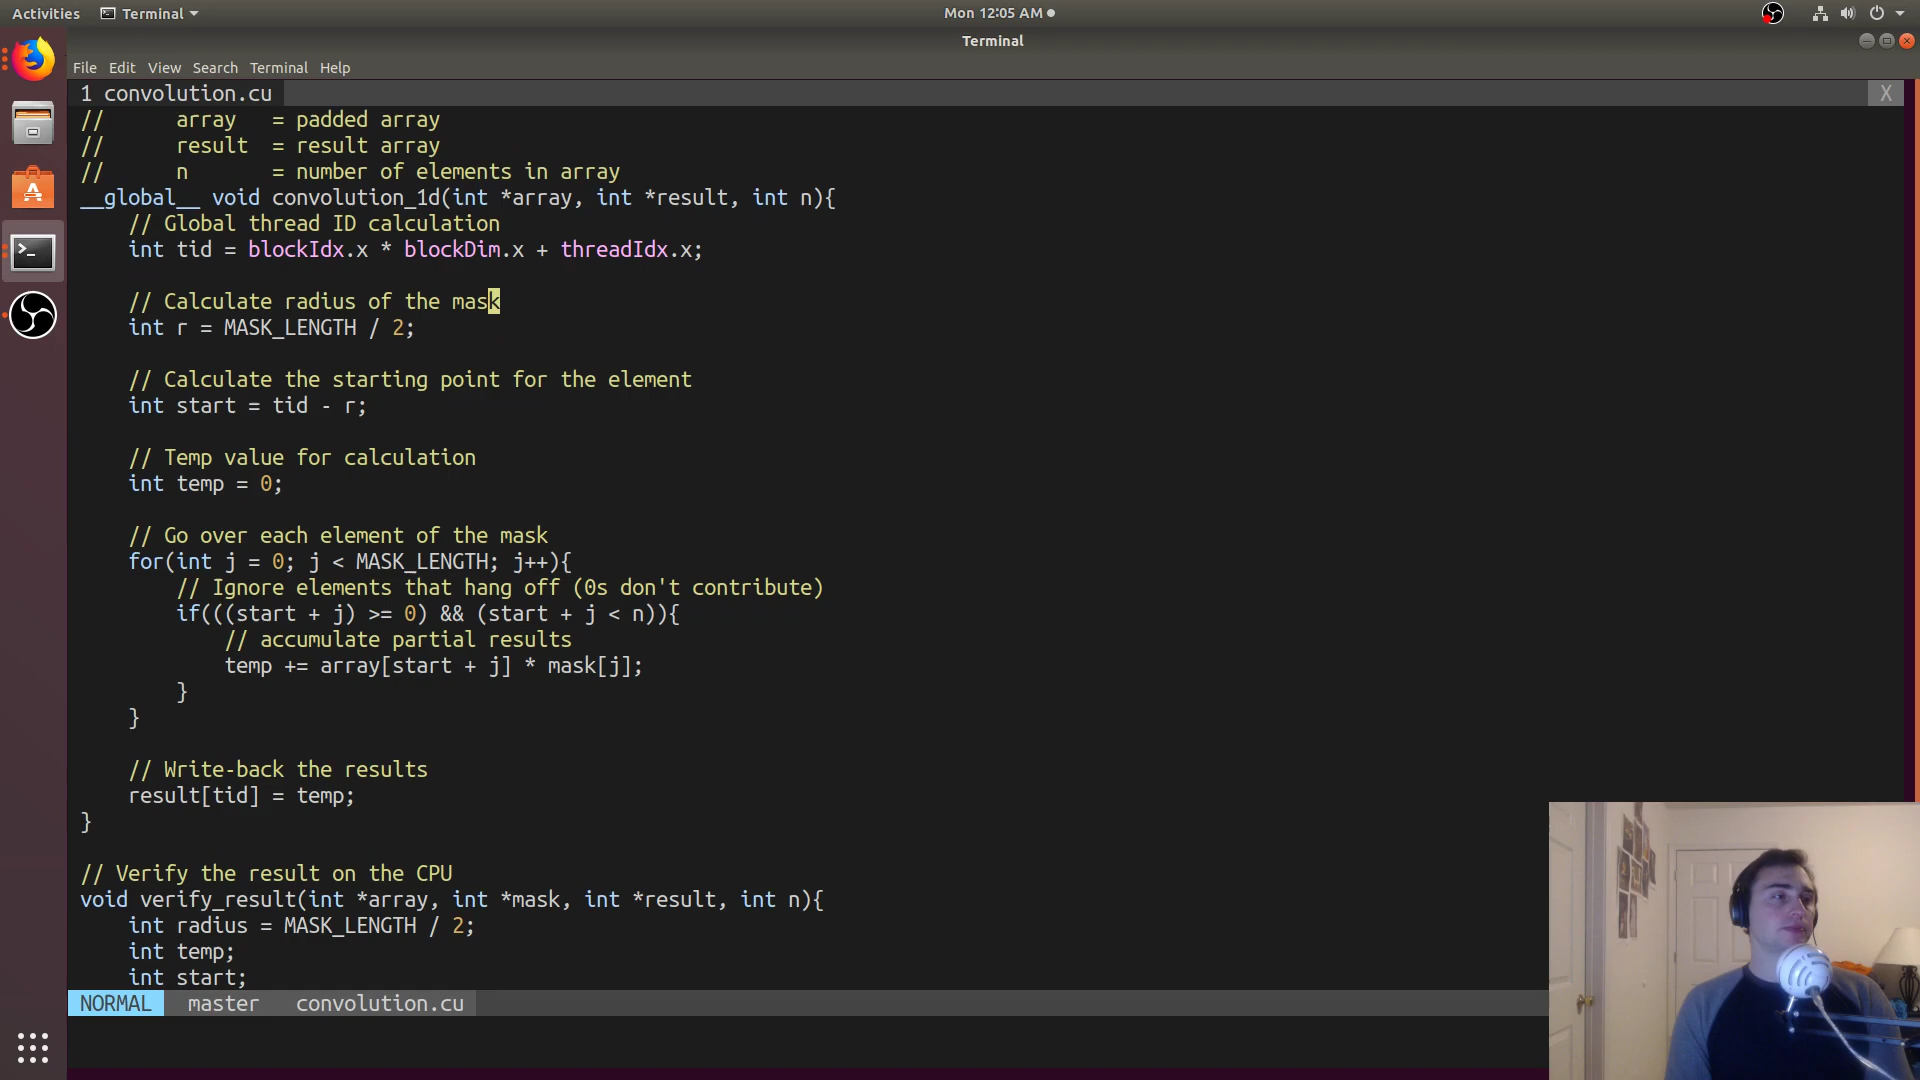 Activities Terminal Mon 12:05 AM
Terminal
File Edit View Search Terminal Help
1 convolution.cu X
//      array   = padded array
//      result  = result array
//      n       = number of elements in array
__global__ void convolution_1d(int *array, int *result, int n){
    // Global thread ID calculation
    int tid = blockIdx.x * blockDim.x + threadIdx.x;
    // Calculate radius of the mask
    int r = MASK_LENGTH / 2;
    // Calculate the starting point for the element
    int start = tid - r;
    // Temp value for calculation
    int temp = 0;
    // Go over each element of the mask
    for(int j = 0; j < MASK_LENGTH; j++){
        // Ignore elements that hang off (0s don't contribute)
        if(((start + j) >= 0) && (start + j < n)){
            // accumulate partial results
            temp += array[start + j] * mask[j];
        }
    }
    // Write-back the results
    result[tid] = temp;
}
// Verify the result on the CPU
void verify_result(int *array, int *mask, int *result, int n){
    int radius = MASK_LENGTH / 2;
    int temp;
    int start;
NORMAL master convolution.cu